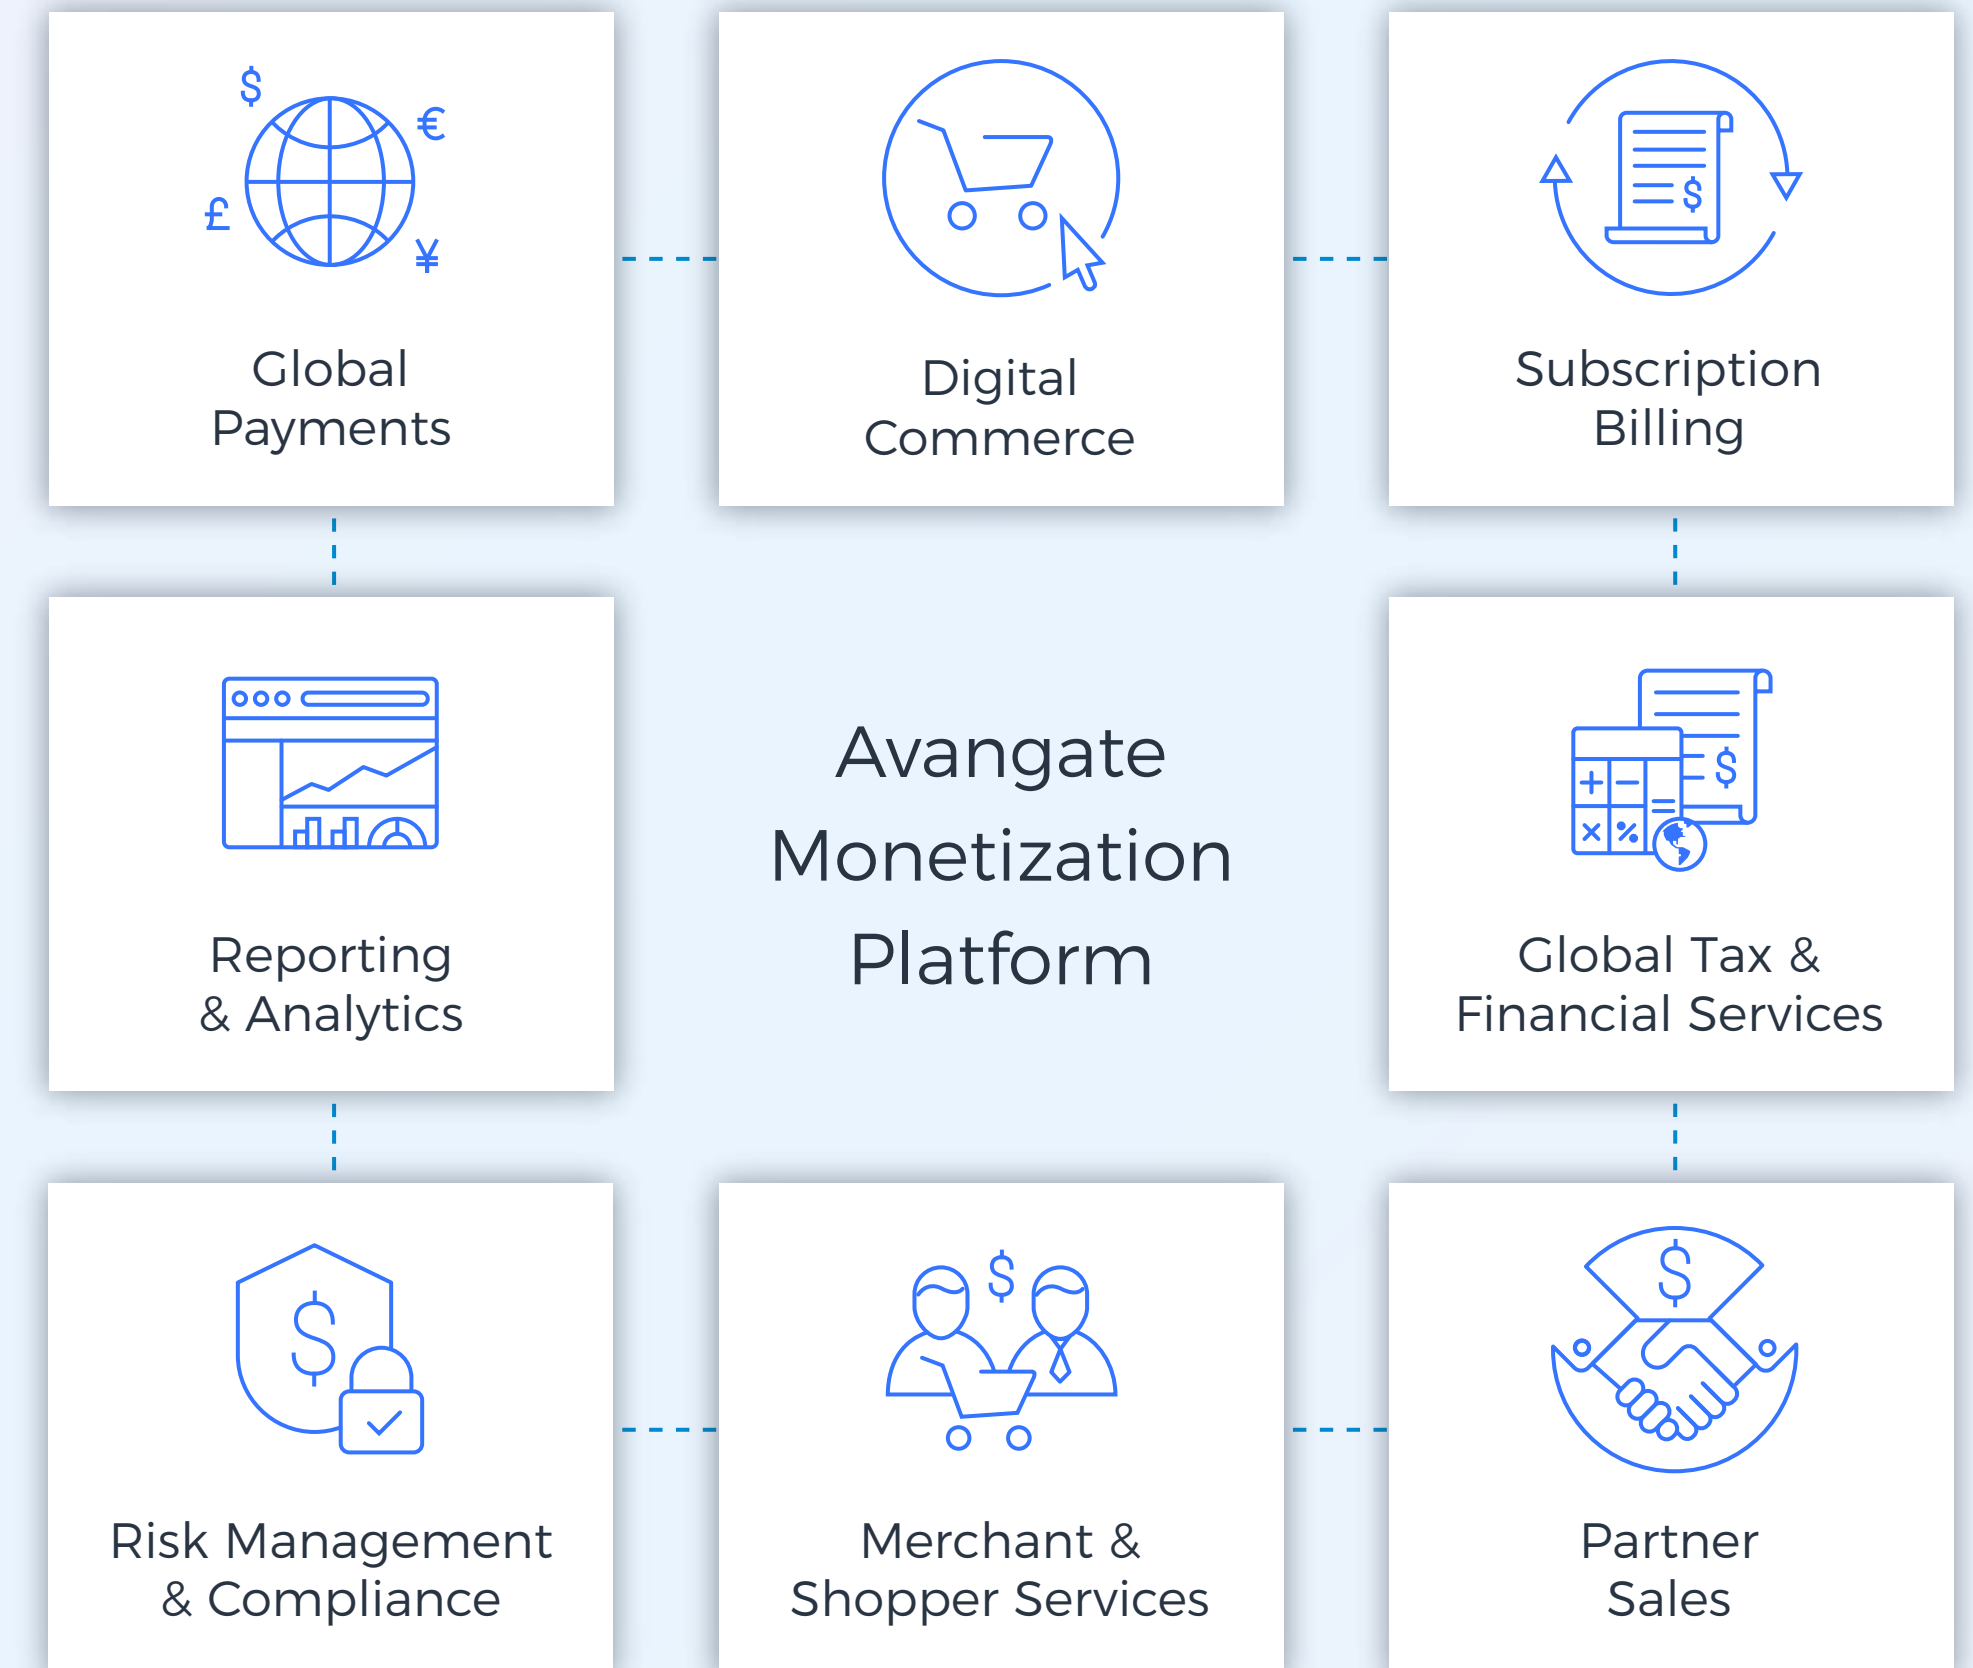 $
€
£
¥
Global
Payments
Digital
Commerce
$
Subscription
Billing
Reporting
& Analytics
Avangate
Monetization
Platform
$
+ −
=
× %
Global Tax &
Financial Services
$
Risk Management
& Compliance
$
Merchant &
Shopper Services
$
Partner
Sales